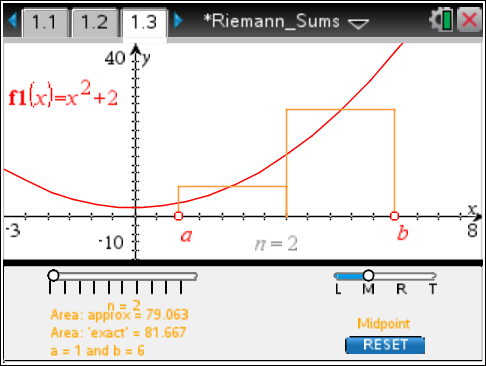 1.1 1.2 1.3 *Riemann_Sums
40 y
f1(x)=x²+2
x
-3 a b 8
-10 n = 2
L M R T
n = 2
Area: approx = 79.063
Area: 'exact' = 81.667
a = 1 and b = 6
Midpoint
RESET